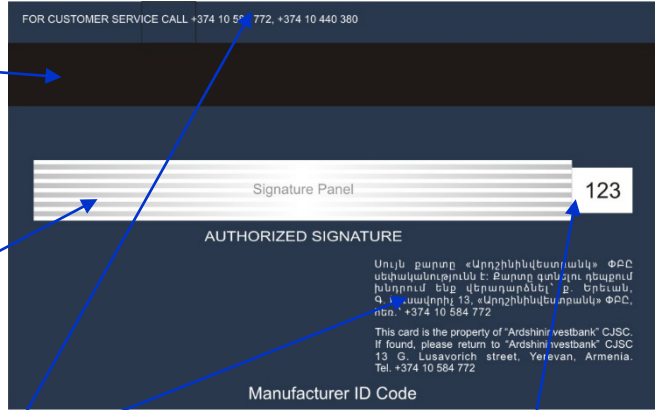 FOR CUSTOMER SERVICE CALL +374 10 584 772, +374 10 440 380
Signature Panel
123
AUTHORIZED SIGNATURE
Սույն քարտը «Արդշինինվեստբանկ» ՓԲԸ
սեփականությունն է: Քարտը գտնելու դեպքում
խնդրում ենք վերադարձնել՝ ք. Երեւան,
Գ. Լուսավորիչ 13, «Արդշինինվեստբանկ» ՓԲԸ,
հեռ.՝ +374 10 584 772
This card is the property of "Ardshininvestbank" CJSC.
If found, please return to "Ardshininvestbank" CJSC
13 G. Lusavorich street, Yerevan, Armenia.
Tel. +374 10 584 772
Manufacturer ID Code